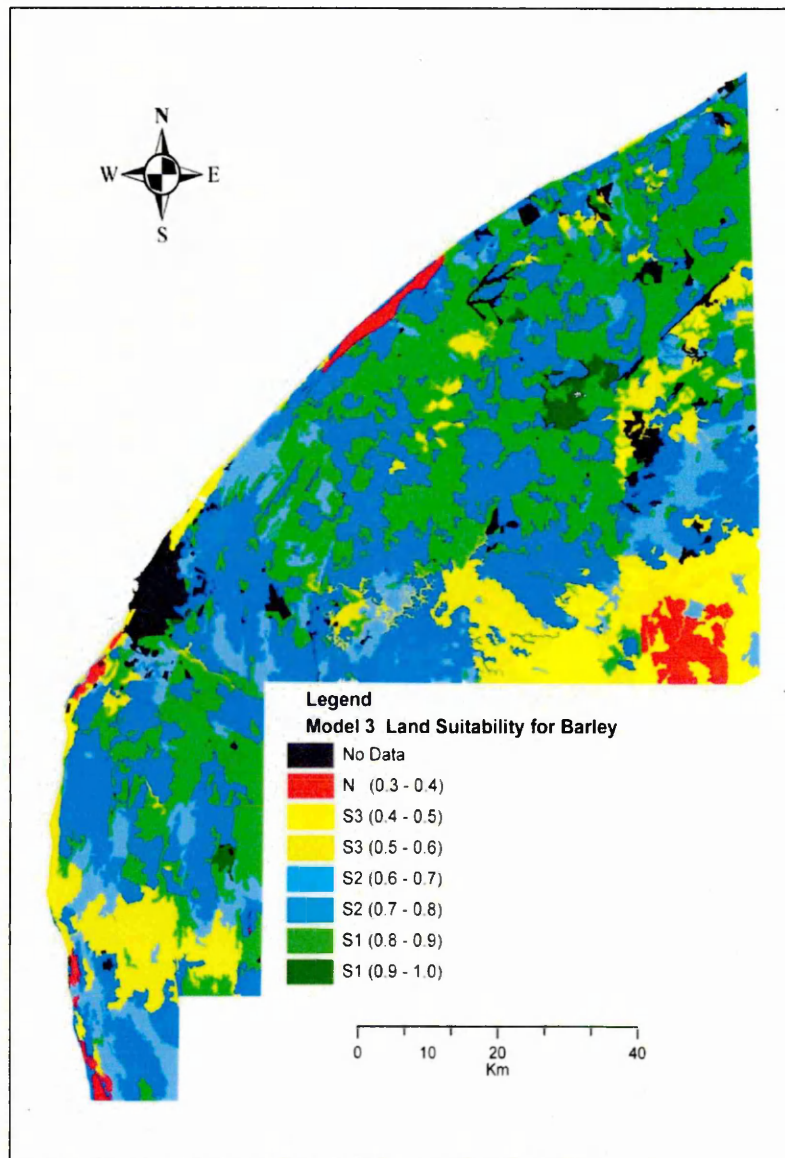 N
W E
S
Legend
Model 3 Land Suitability for Barley
No Data
N (0.3 - 0.4)
S3 (0.4 - 0.5)
S3 (0.5 - 0.6)
S2 (0.6 - 0.7)
S2 (0.7 - 0.8)
S1 (0.8 - 0.9)
S1 (0.9 - 1.0)
0 10 20 40
Km